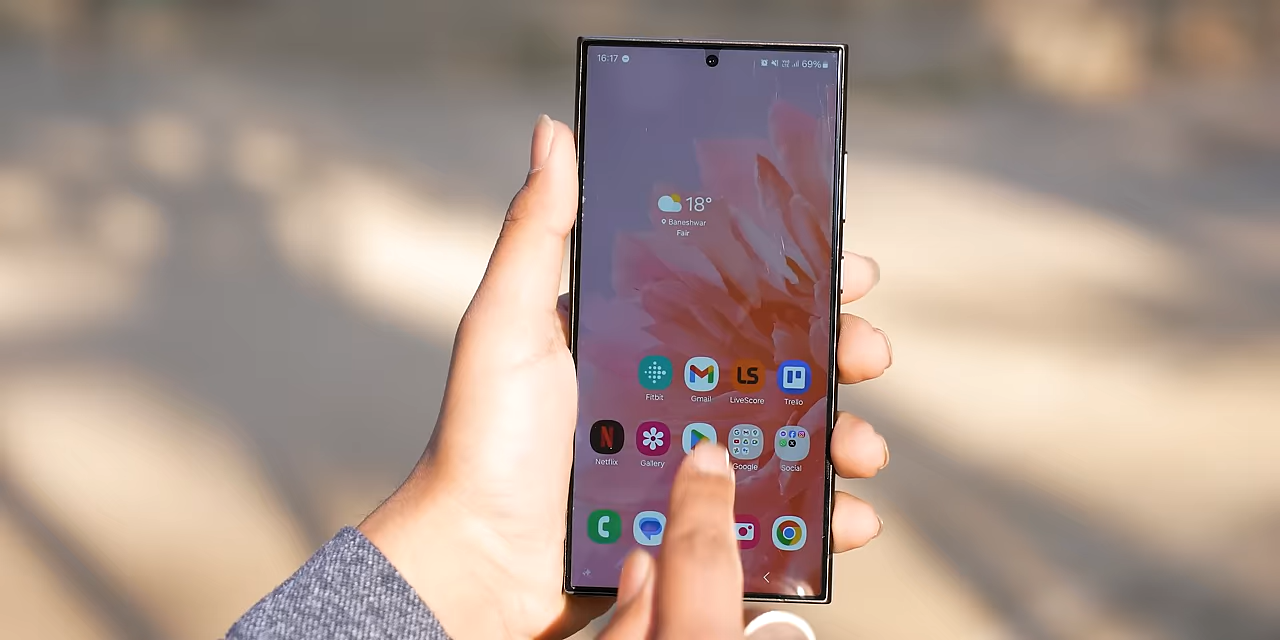 16:17
69%
18°
Baneshwar
Fair
LS
Fitbit
Gmail
LiveScore
Trello
N
Netflix
Gallery
Google
Social